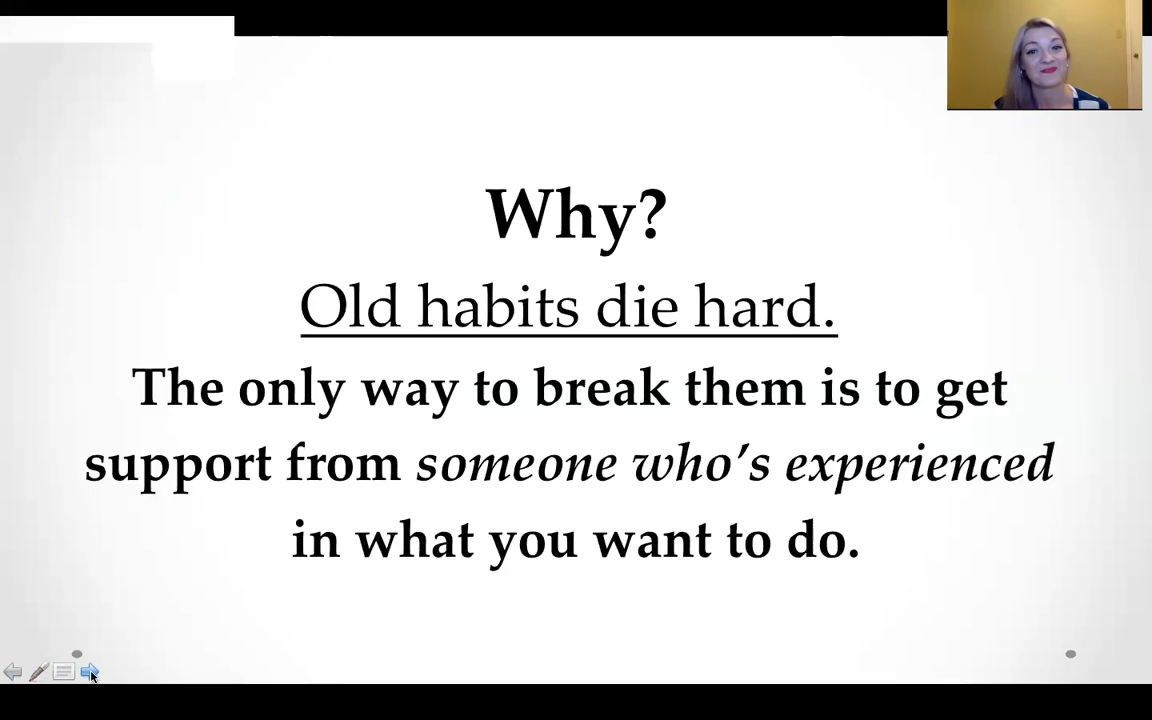 Why?
Old habits die hard.
The only way to break them is to get
support from someone who’s experienced
in what you want to do.